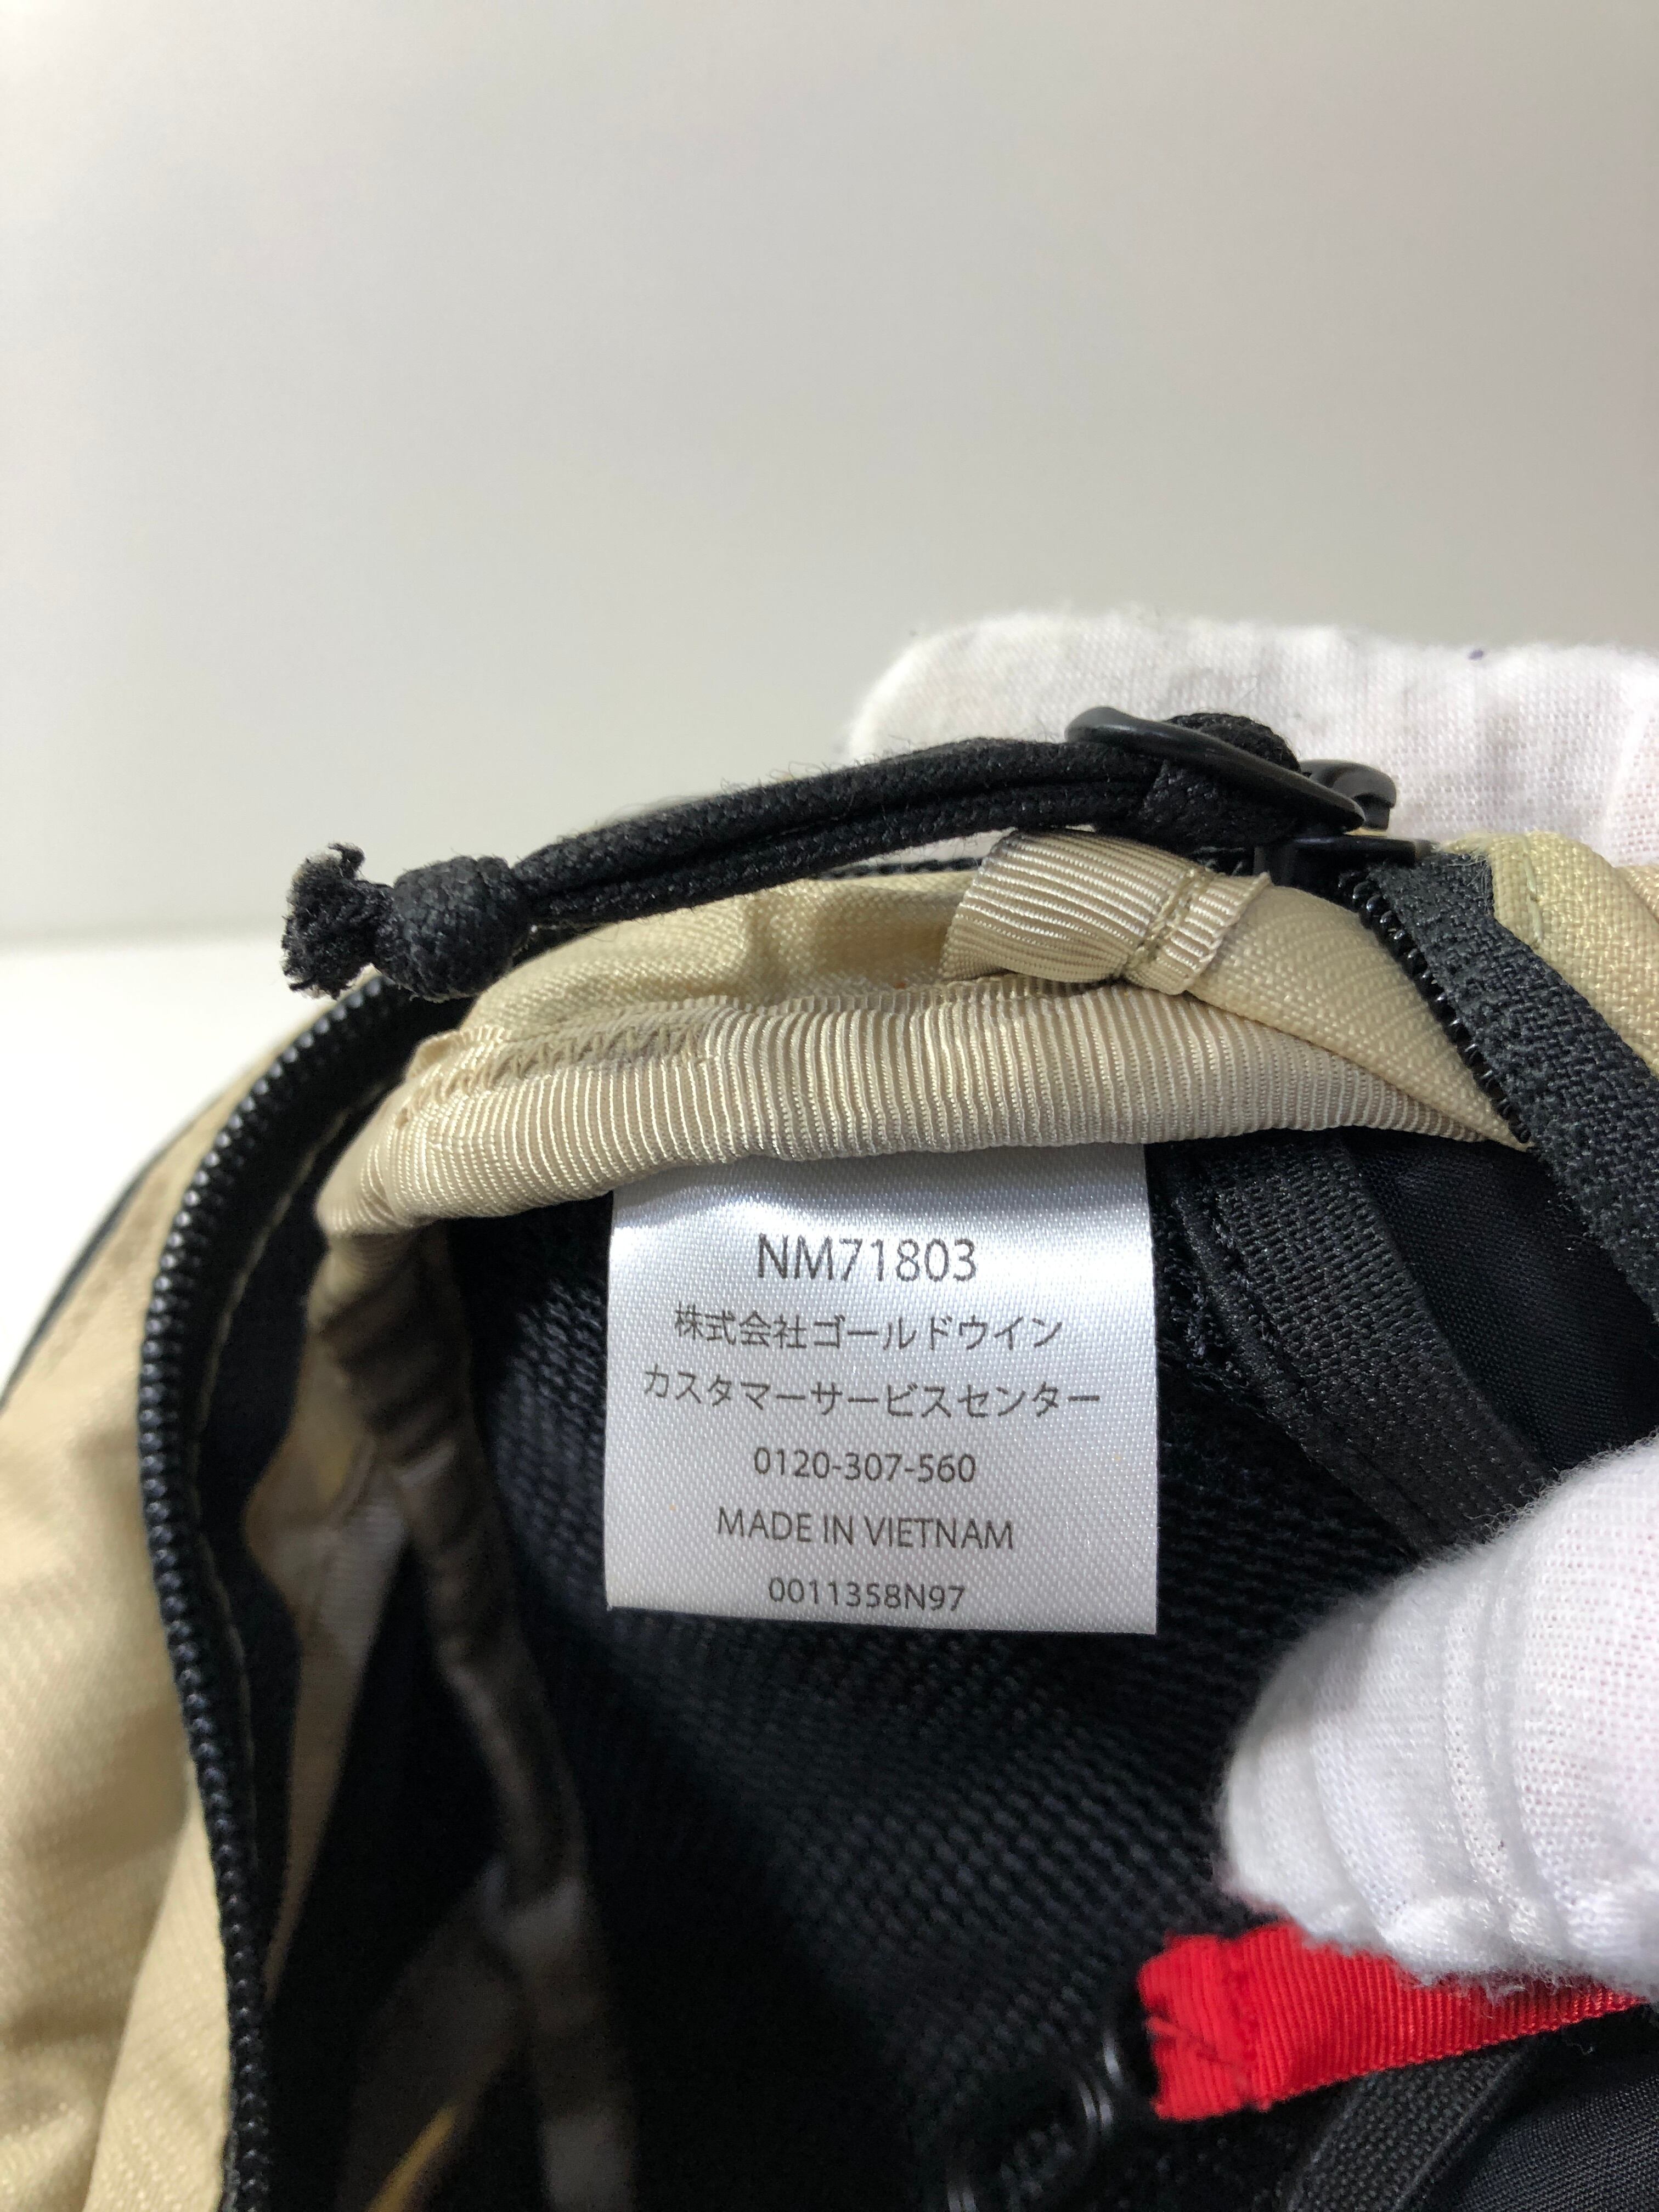 NM71803
株式会社ゴールドウイン
カスタマーサービスセンター
0120-307-560
MADE IN VIETNAM
0011358N97